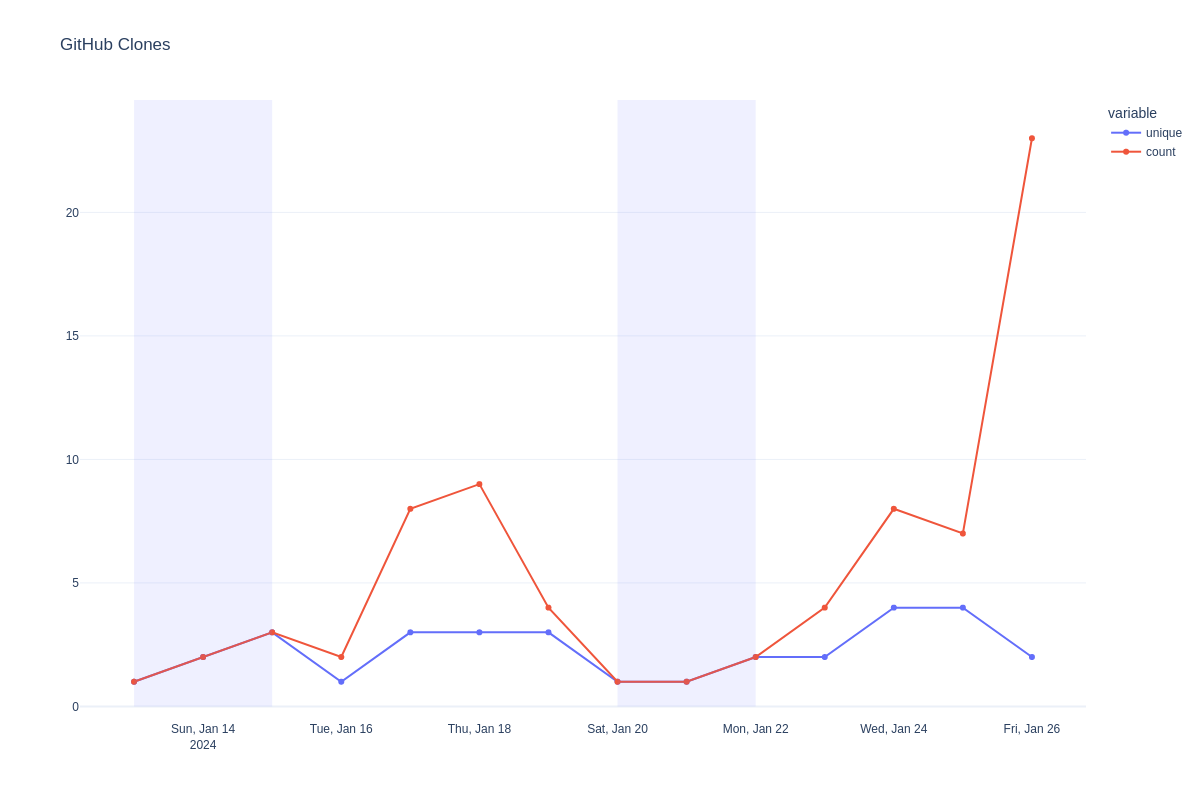 GitHub Clones
variable
unique
count
20
15
10
5
0
Sun, Jan 14
2024
Tue, Jan 16
Thu, Jan 18
Sat, Jan 20
Mon, Jan 22
Wed, Jan 24
Fri, Jan 26